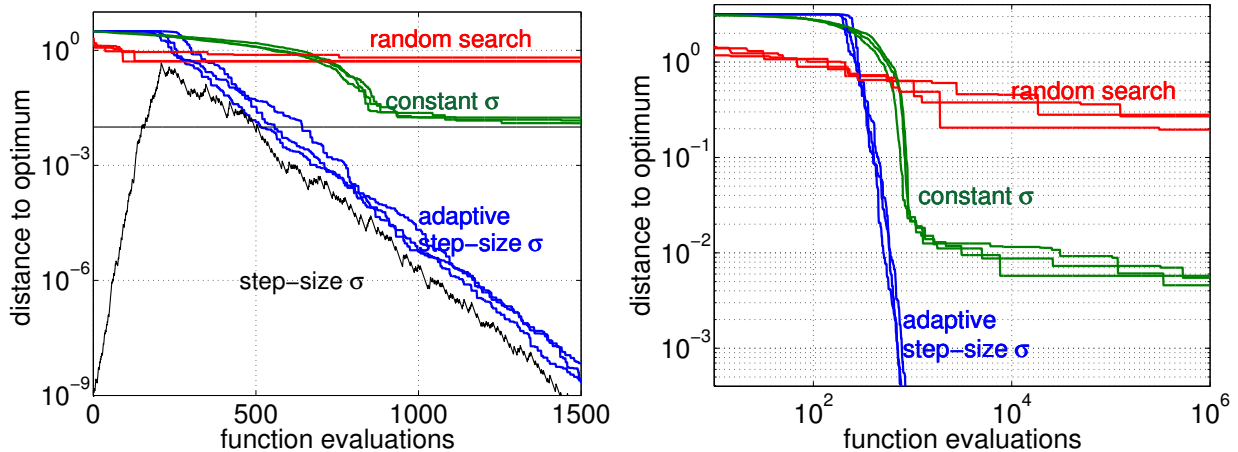 10^0
10^−3
10^−6
10^−9
distance to optimum
random search
constant σ
adaptive
step−size σ
step−size σ
0
500
1000
1500
function evaluations
10^0
10^−1
10^−2
10^−3
distance to optimum
random search
constant σ
adaptive
step−size σ
10^2
10^4
10^6
function evaluations